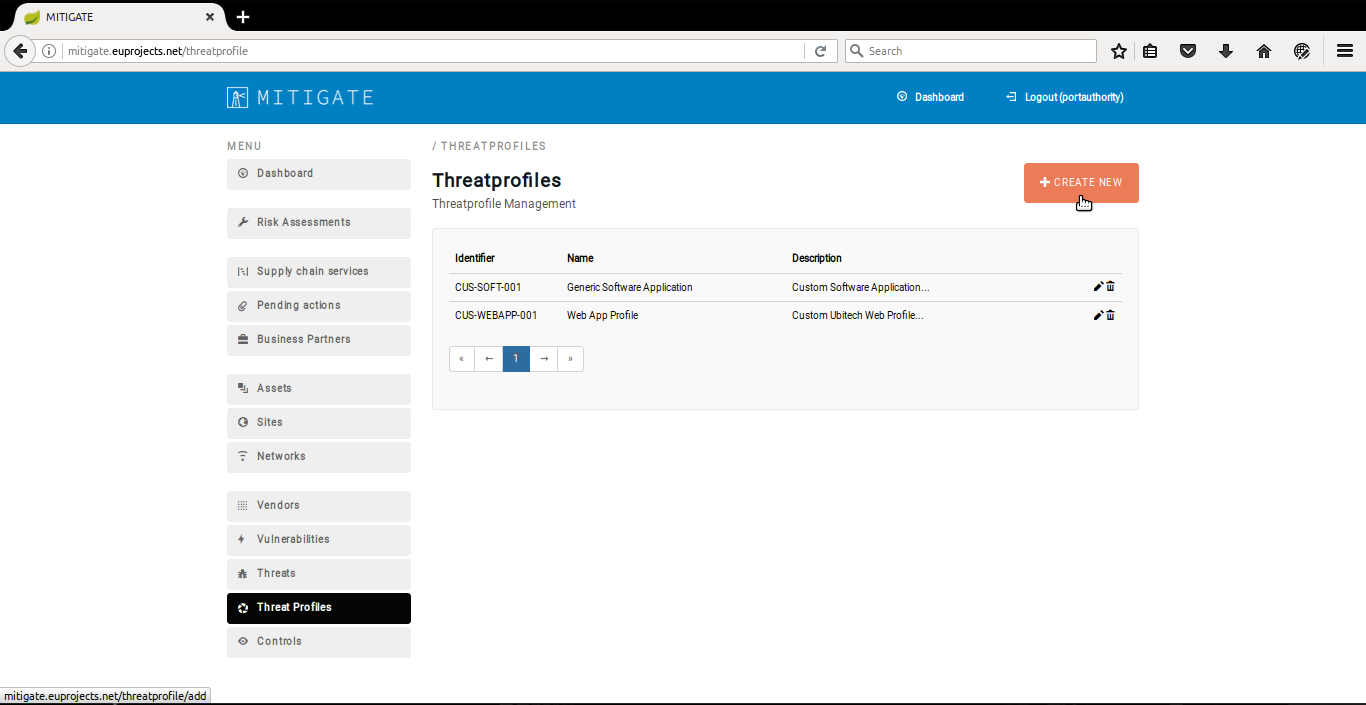 MITIGATE
mitigate.euprojects.net/threatprofile
Search
MITIGATE
Dashboard
Logout (portauthority)
MENU
Dashboard
Risk Assessments
Supply chain services
Pending actions
Business Partners
Assets
Sites
Networks
Vendors
Vulnerabilities
Threats
Threat Profiles
Controls
/ THREATPROFILES
Threatprofiles
Threatprofile Management
+ CREATE NEW
Identifier Name Description
CUS-SOFT-001 Generic Software Application Custom Software Application...
CUS-WEBAPP-001 Web App Profile Custom Ubitech Web Profile...
« ← 1 → »
mitigate.euprojects.net/threatprofile/add